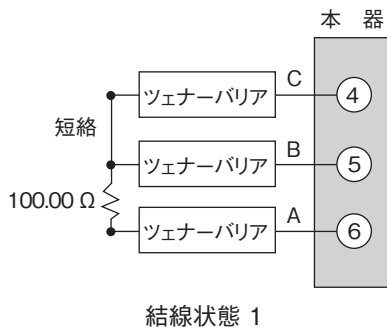 本 器
ツェナーバリア
C
④
短絡
ツェナーバリア
B
⑤
100.00 Ω
ツェナーバリア
A
⑥
結線状態 1